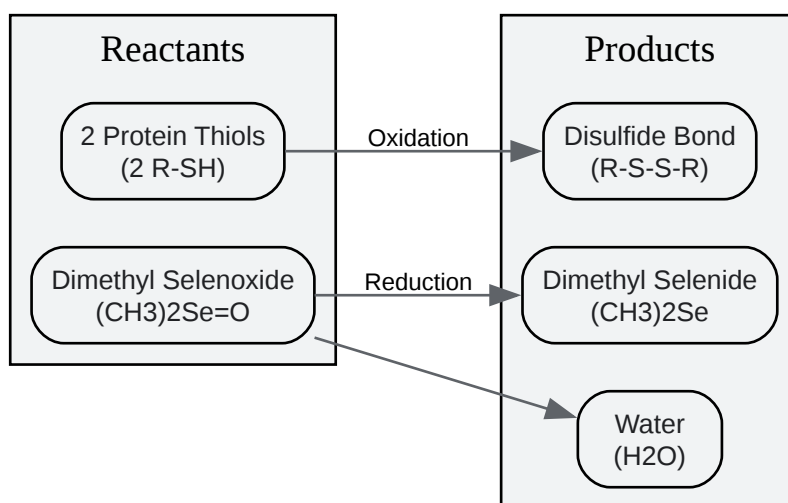 Reactants
Products
2 Protein Thiols
(2 R-SH)
Oxidation
Disulfide Bond
(R-S-S-R)
Dimethyl Selenoxide
(CH3)2Se=O
Reduction
Dimethyl Selenide
(CH3)2Se
Water
(H2O)